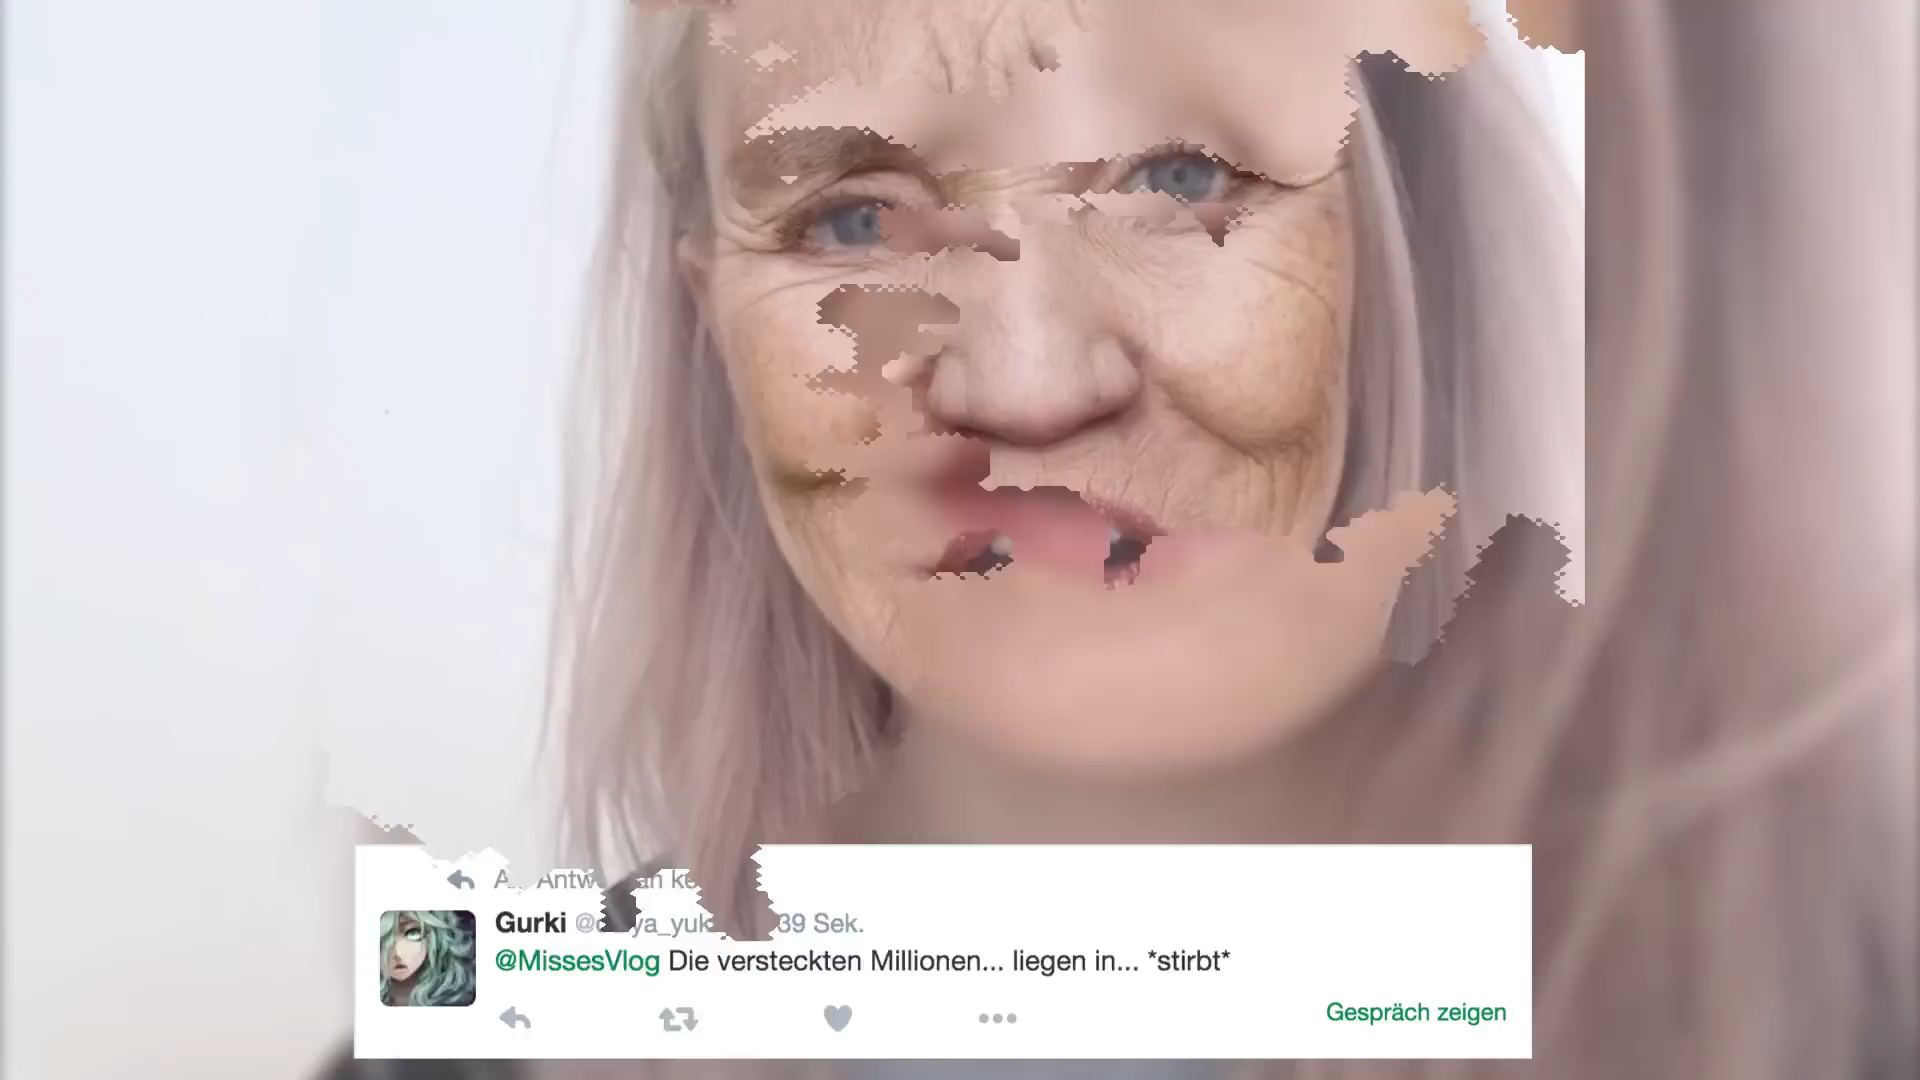 Gurki
39 Sek.
@MissesVlog Die versteckten Millionen... liegen in... *stirbt*
Gespräch zeigen